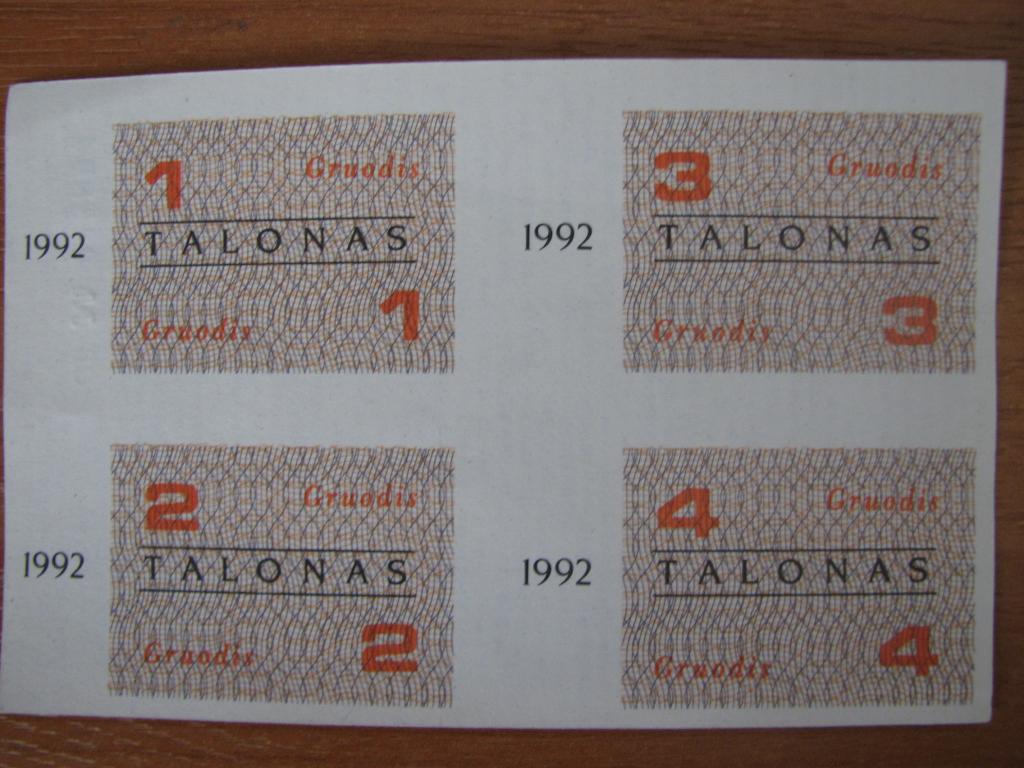 1 Gruodis
1992 TALONAS
Gruodis 1
3 Gruodis
1992 TALONAS
Gruodis 3
2 Gruodis
1992 TALONAS
Gruodis 2
4 Gruodis
1992 TALONAS
Gruodis 4